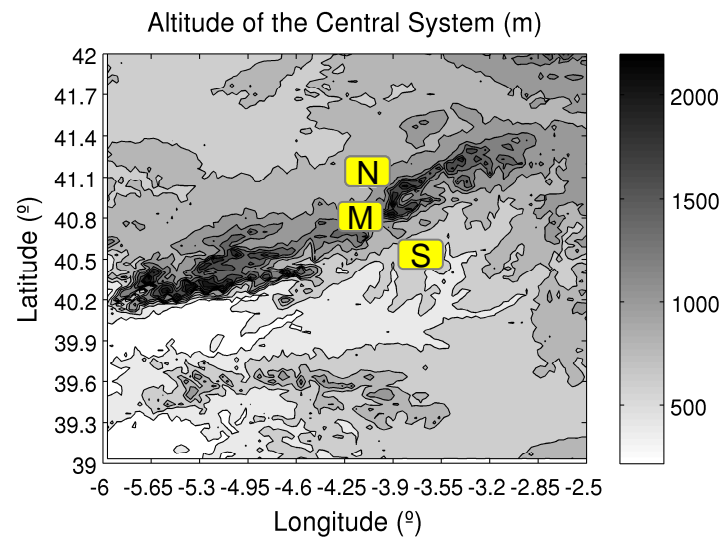 Altitude of the Central System (m)
42
41.7
41.4
41.1
40.8
40.5
40.2
39.9
39.6
39.3
39
Latitude (º)
N
M
S
-6 -5.65 -5.3 -4.95 -4.6 -4.25 -3.9 -3.55 -3.2 -2.85 -2.5
Longitude (º)
2000
1500
1000
500